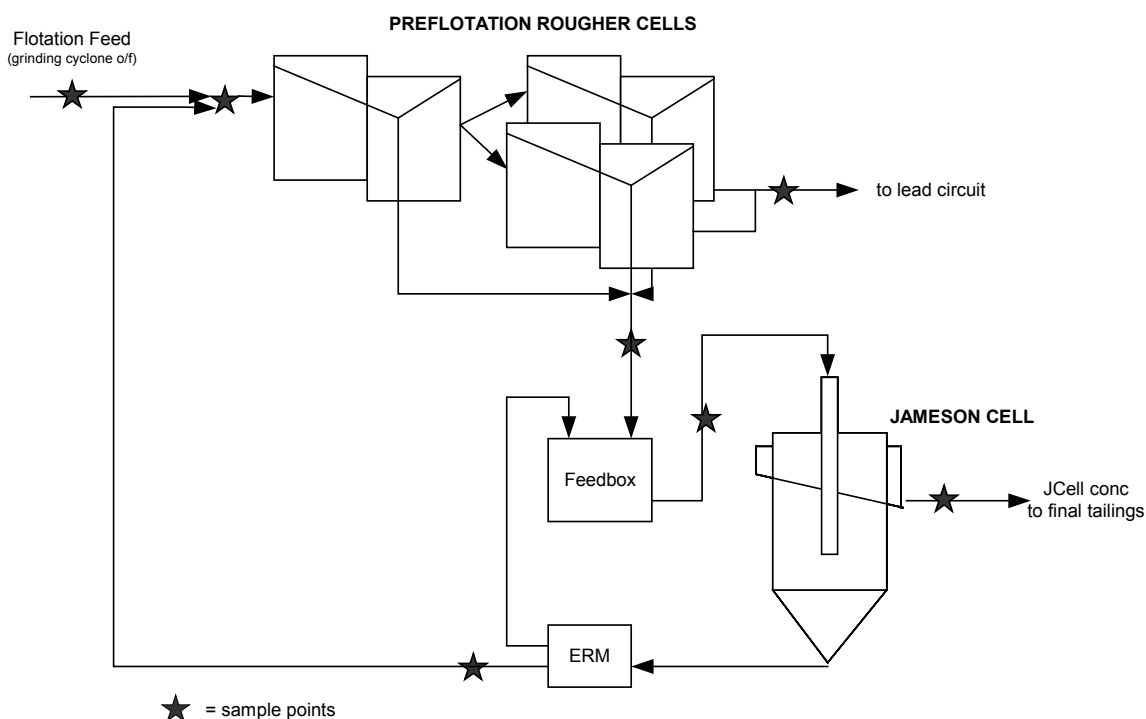 PREFLOTATION ROUGHER CELLS
Flotation Feed
(grinding cyclone o/f)
to lead circuit
JAMESON CELL
Feedbox
JCell conc
to final tailings
ERM
= sample points